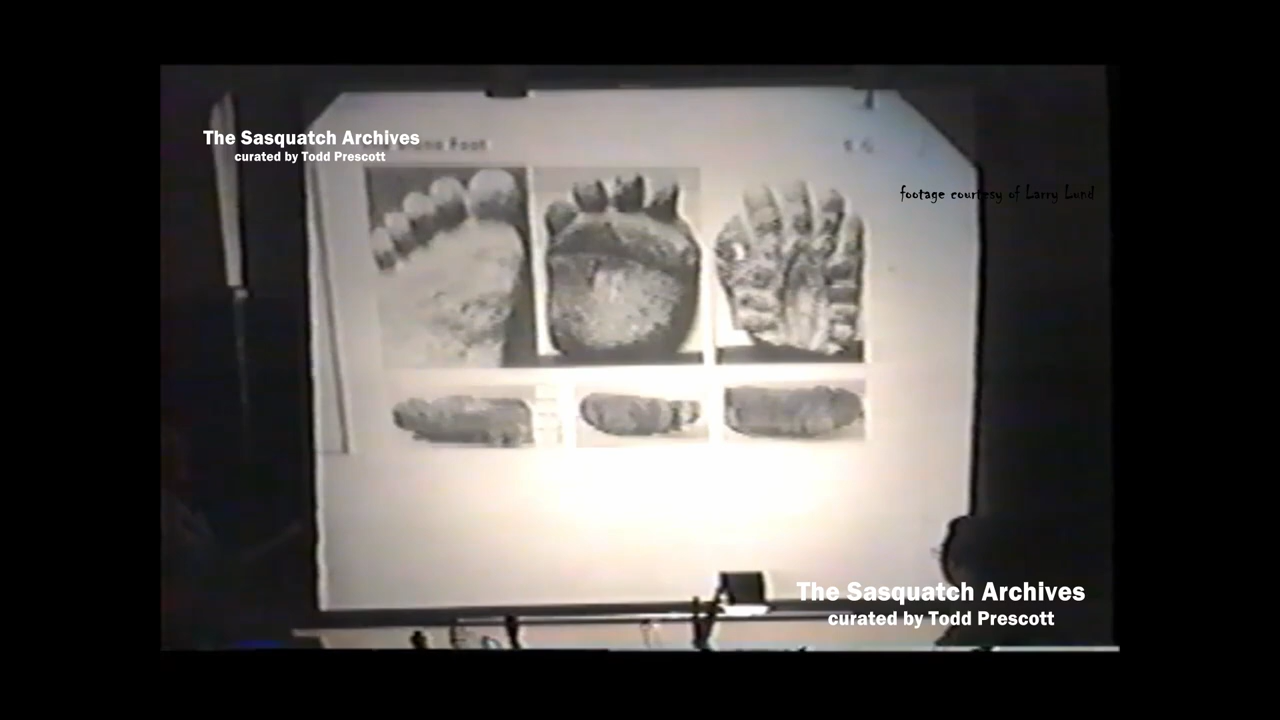 The Sasquatch Archives
curated by Todd Prescott
Foot
footage courtesy of Larry Lund
The Sasquatch Archives
curated by Todd Prescott